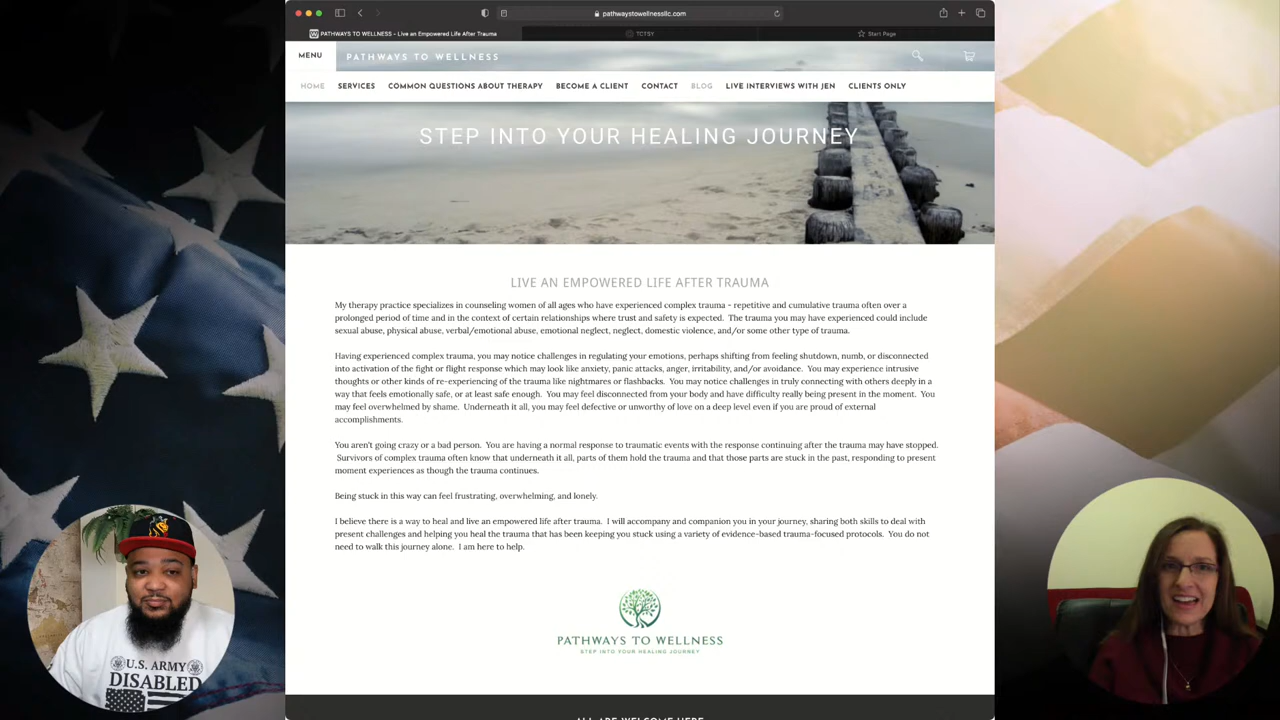 pathwaystowellnessllc.com
PATHWAYS TO WELLNESS - Live an Empowered Life After Trauma
TCTSY
Start Page
MENU
PATHWAYS TO WELLNESS
HOME SERVICES COMMON QUESTIONS ABOUT THERAPY BECOME A CLIENT CONTACT BLOG LIVE INTERVIEWS WITH JEN CLIENTS ONLY
STEP INTO YOUR HEALING JOURNEY
LIVE AN EMPOWERED LIFE AFTER TRAUMA
My therapy practice specializes in counseling women of all ages who have experienced complex trauma - repetitive and cumulative trauma often over a
prolonged period of time and in the context of certain relationships where trust and safety is expected. The trauma you may have experienced could include
sexual abuse, physical abuse, verbal/emotional abuse, emotional neglect, neglect, domestic violence, and/or some other type of trauma.
Having experienced complex trauma, you may notice challenges in regulating your emotions, perhaps shifting from feeling shutdown, numb, or disconnected
into activation of the fight or flight response which may look like anxiety, panic attacks, anger, irritability, and/or avoidance. You may experience intrusive
thoughts or other kinds of re-experiencing of the trauma like nightmares or flashbacks. You may notice challenges in truly connecting with others deeply in a
way that feels emotionally safe, or at least safe enough. You may feel disconnected from your body and have difficulty really being present in the moment. You
may feel overwhelmed by shame. Underneath it all, you may feel defective or unworthy of love on a deep level even if you are proud of external
accomplishments.
You aren't going crazy or a bad person. You are having a normal response to traumatic events with the response continuing after the trauma may have stopped.
Survivors of complex trauma often know that underneath it all, parts of them hold the trauma and that those parts are stuck in the past, responding to present
moment experiences as though the trauma continues.
Being stuck in this way can feel frustrating, overwhelming, and lonely.
I believe there is a way to heal and live an empowered life after trauma. I will accompany and companion you in your journey, sharing both skills to deal with
present challenges and helping you heal the trauma that has been keeping you stuck using a variety of evidence-based trauma-focused protocols. You do not
need to walk this journey alone. I am here to help.
PATHWAYS TO WELLNESS
STEP INTO YOUR HEALING JOURNEY
ALL ARE WELCOME HERE
U.S. ARMY
DISABLED